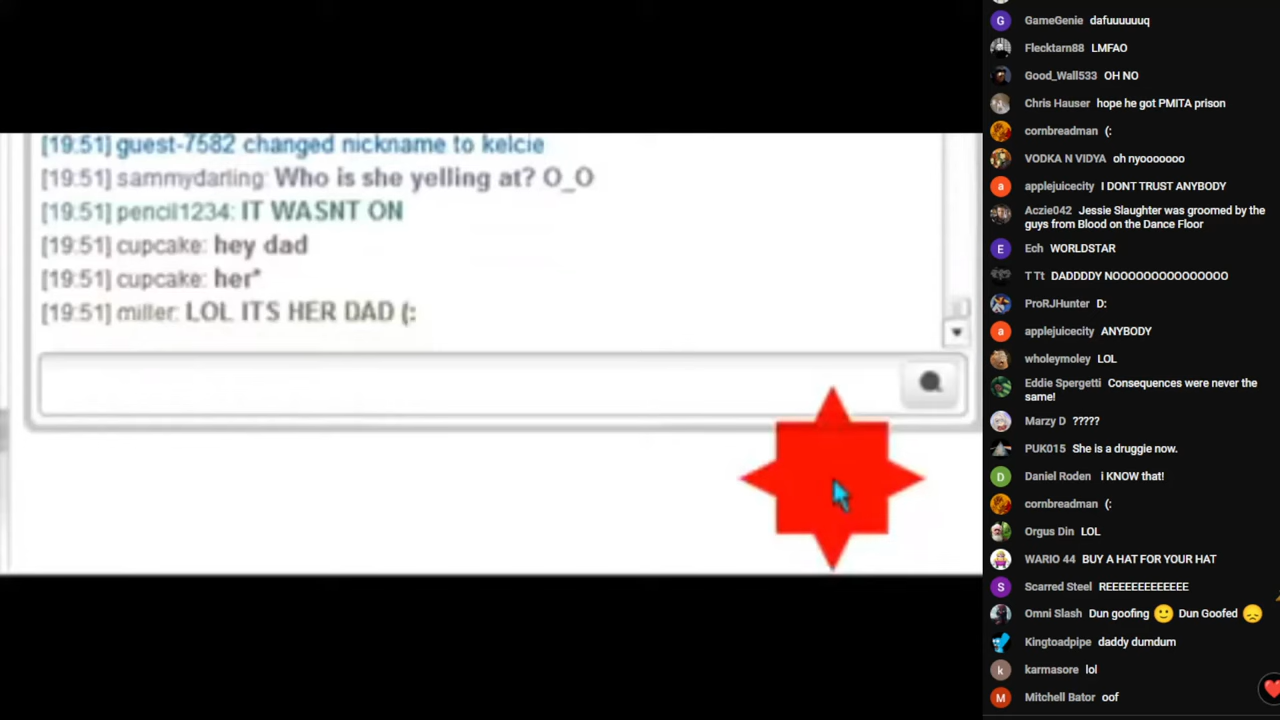 [19:51] guest-7582 changed nickname to kelcie
[19:51] sammydarling: Who is she yelling at? O_O
[19:51] pencil1234: IT WASNT ON
[19:51] cupcake: hey dad
[19:51] cupcake: her*
[19:51] miller: LOL ITS HER DAD (:
G GameGenie dafuuuuuuq
Flecktarn88 LMFAO
Good_Wall533 OH NO
Chris Hauser hope he got PMITA prison
cornbreadman (:
VODKA N VIDYA oh nyooooooo
a applejuicecity I DONT TRUST ANYBODY
Aczie042 Jessie Slaughter was groomed by the
guys from Blood on the Dance Floor
E Ech WORLDSTAR
T Tt DADDDDY NOOOOOOOOOOOOOOO
ProRJHunter D:
a applejuicecity ANYBODY
wholeymoley LOL
Eddie Spergetti Consequences were never the
same!
Marzy D ?????
PUK015 She is a druggie now.
D Daniel Roden i KNOW that!
cornbreadman (:
Orgus Din LOL
WARIO 44 BUY A HAT FOR YOUR HAT
S Scarred Steel REEEEEEEEEEEEE
Omni Slash Dun goofing 🙂 Dun Goofed 😞
Kingtoadpipe daddy dumdum
k karmasore lol
M Mitchell Bator oof